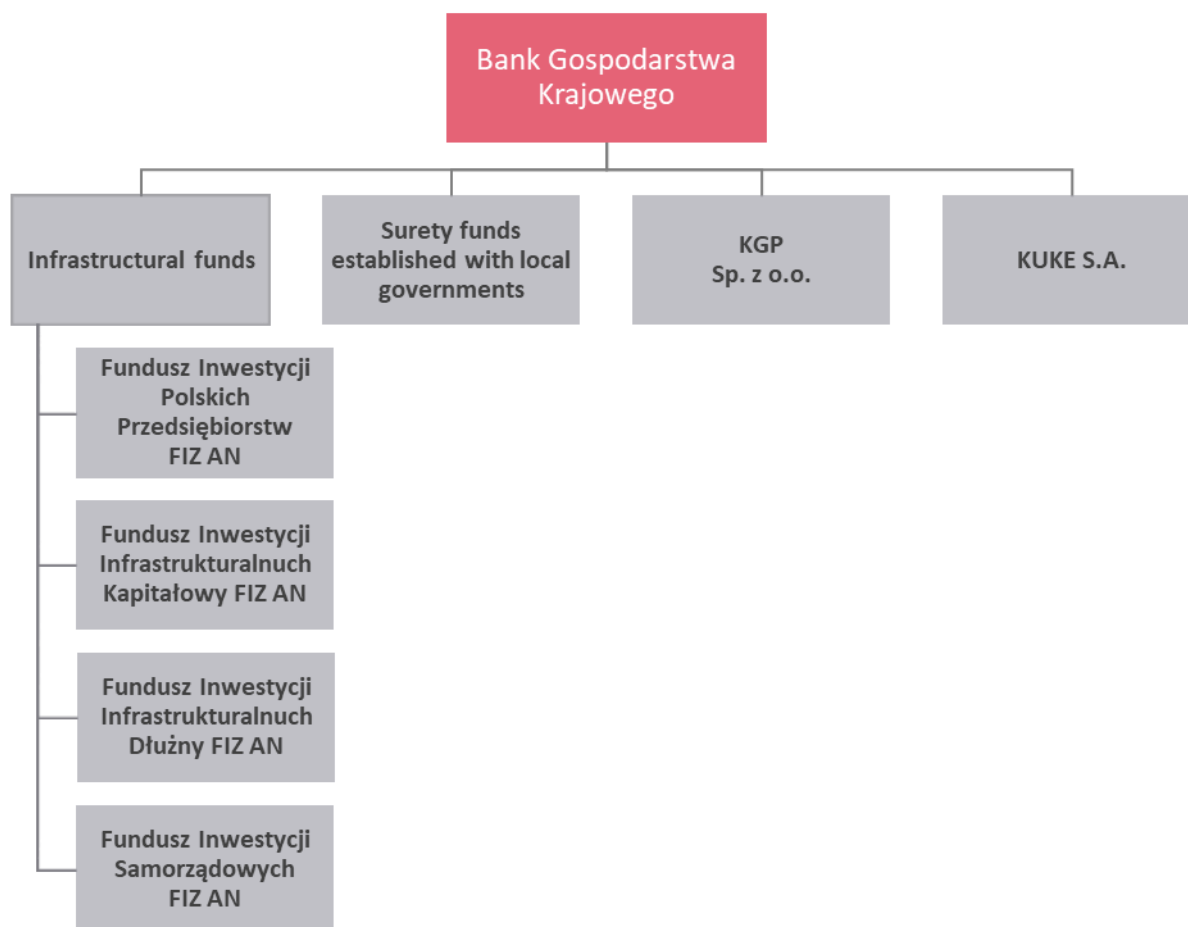 Bank Gospodarstwa
Krajowego
Infrastructural funds
Surety funds
established with local
governments
KGP
Sp. z o.o.
KUKE S.A.
Fundusz Inwestycji
Polskich
Przedsiębiorstw
FIZ AN
Fundusz Inwestycji
Infrastrukturalnuch
Kapitałowy FIZ AN
Fundusz Inwestycji
Infrastrukturalnuch
Dłużny FIZ AN
Fundusz Inwestycji
Samorządowych
FIZ AN